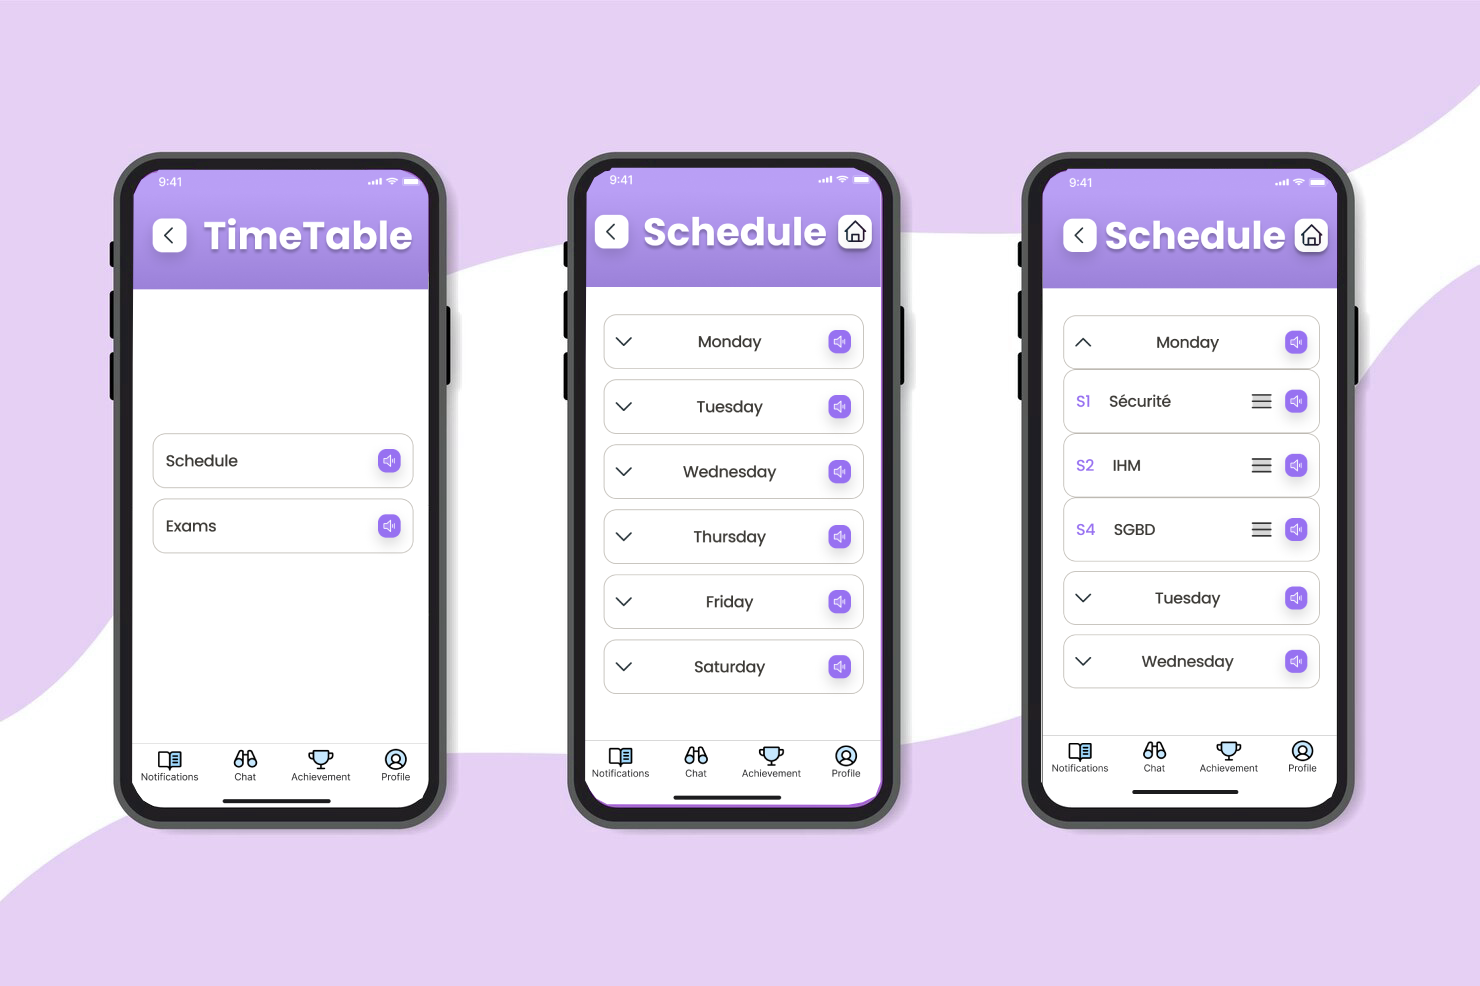 9:41
TimeTable
Schedule
Exams
Notifications Chat Achievement Profile
9:41
Schedule
Monday
Tuesday
Wednesday
Thursday
Friday
Saturday
Notifications Chat Achievement Profile
9:41
Schedule
Monday
S1 Sécurité
S2 IHM
S4 SGBD
Tuesday
Wednesday
Notifications Chat Achievement Profile